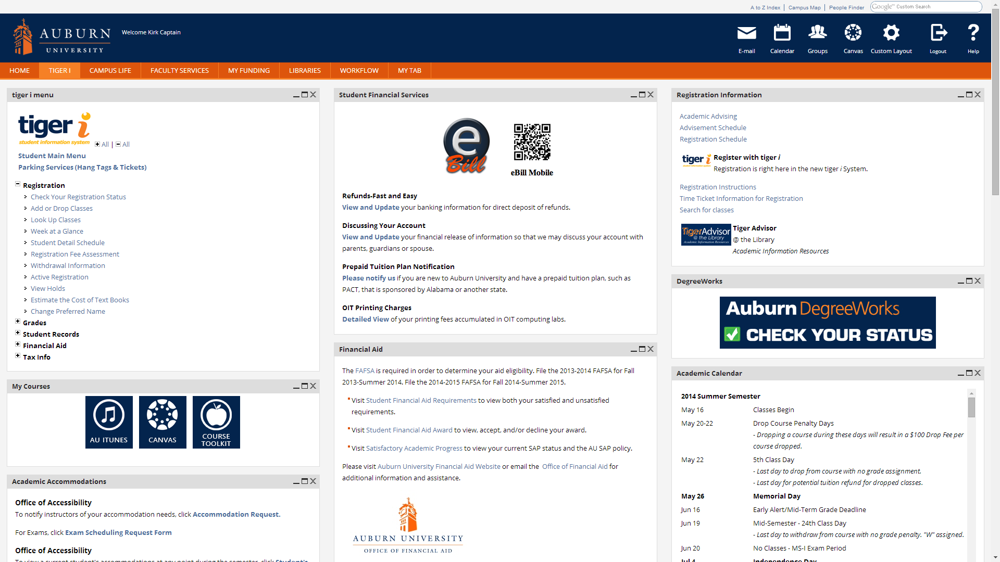 A to Z Index | Campus Map | People Finder
Google™ Custom Search
AUBURN
UNIVERSITY
Welcome Kirk Captain
E-mail
Calendar
Groups
Canvas
Custom Layout
Logout
Help
HOME
TIGER I
CAMPUS LIFE
FACULTY SERVICES
MY FUNDING
LIBRARIES
WORKFLOW
MY TAB
tiger i menu
tiger i
student information system
All | All
Student Main Menu
Parking Services (Hang Tags & Tickets)
Registration
Check Your Registration Status
Add or Drop Classes
Look Up Classes
Week at a Glance
Student Detail Schedule
Registration Fee Assessment
Withdrawal Information
Active Registration
View Holds
Estimate the Cost of Text Books
Change Preferred Name
Grades
Student Records
Financial Aid
Tax Info
My Courses
AU ITUNES
CANVAS
COURSE
TOOLKIT
Academic Accommodations
Office of Accessibility
To notify instructors of your accommodation needs, click Accommodation Request.
For Exams, click Exam Scheduling Request Form
Office of Accessibility
To view a current student's accommodations at any point during the semester, click Student's
Student Financial Services
e
Bill
eBill Mobile
Refunds-Fast and Easy
View and Update your banking information for direct deposit of refunds.
Discussing Your Account
View and Update your financial release of information so that we may discuss your account with
parents, guardians or spouse.
Prepaid Tuition Plan Notification
Please notify us if you are new to Auburn University and have a prepaid tuition plan, such as
PACT, that is sponsored by Alabama or another state.
OIT Printing Charges
Detailed View of your printing fees accumulated in OIT computing labs.
Financial Aid
The FAFSA is required in order to determine your aid eligibility. File the 2013-2014 FAFSA for Fall
2013-Summer 2014. File the 2014-2015 FAFSA for Fall 2014-Summer 2015.
Visit Student Financial Aid Requirements to view both your satisfied and unsatisfied
requirements.
Visit Student Financial Aid Award to view, accept, and/or decline your award.
Visit Satisfactory Academic Progress to view your current SAP status and the AU SAP policy.
Please visit Auburn University Financial Aid Website or email the Office of Financial Aid for
additional information and assistance.
AUBURN UNIVERSITY
OFFICE OF FINANCIAL AID
Registration Information
Academic Advising
Advisement Schedule
Registration Schedule
tiger i
student information system
Register with tiger i
Registration is right here in the new tiger i System.
Registration Instructions
Time Ticket Information for Registration
Search for classes
TigerAdvisor
@ the Library
Academic Information Resources
Tiger Advisor
@ the Library
Academic Information Resources
DegreeWorks
Auburn DegreeWorks
CHECK YOUR STATUS
Academic Calendar
2014 Summer Semester
May 16 Classes Begin
May 20-22 Drop Course Penalty Days
- Dropping a course during these days will result in a $100 Drop Fee per
course dropped.
May 22 5th Class Day
- Last day to drop from course with no grade assignment.
- Last day for potential tuition refund for dropped classes.
May 26 Memorial Day
Jun 16 Early Alert/Mid-Term Grade Deadline
Jun 19 Mid-Semester - 24th Class Day
- Last day to withdraw from course with no grade penalty. "W" assigned.
Jun 20 No Classes - MS-I Exam Period
Jul 4 Independence Day